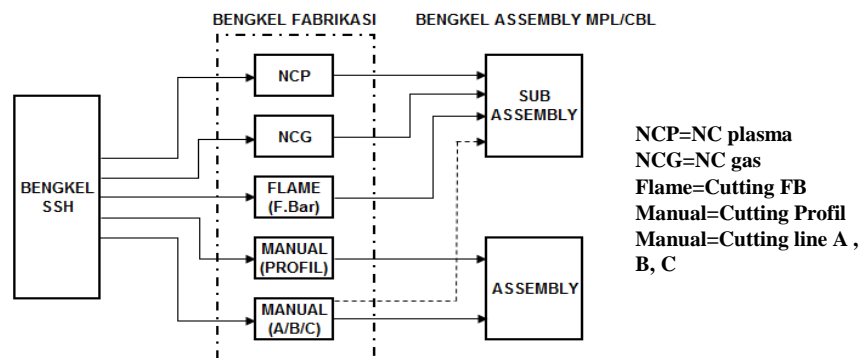 BENGKEL FABRIKASI
BENGKEL ASSEMBLY MPL/CBL
BENGKEL
SSH
NCP
NCG
FLAME
(F.Bar)
MANUAL
(PROFIL)
MANUAL
(A/B/C)
SUB
ASSEMBLY
ASSEMBLY
NCP=NC plasma
NCG=NC gas
Flame=Cutting FB
Manual=Cutting Profil
Manual=Cutting line A ,
B, C